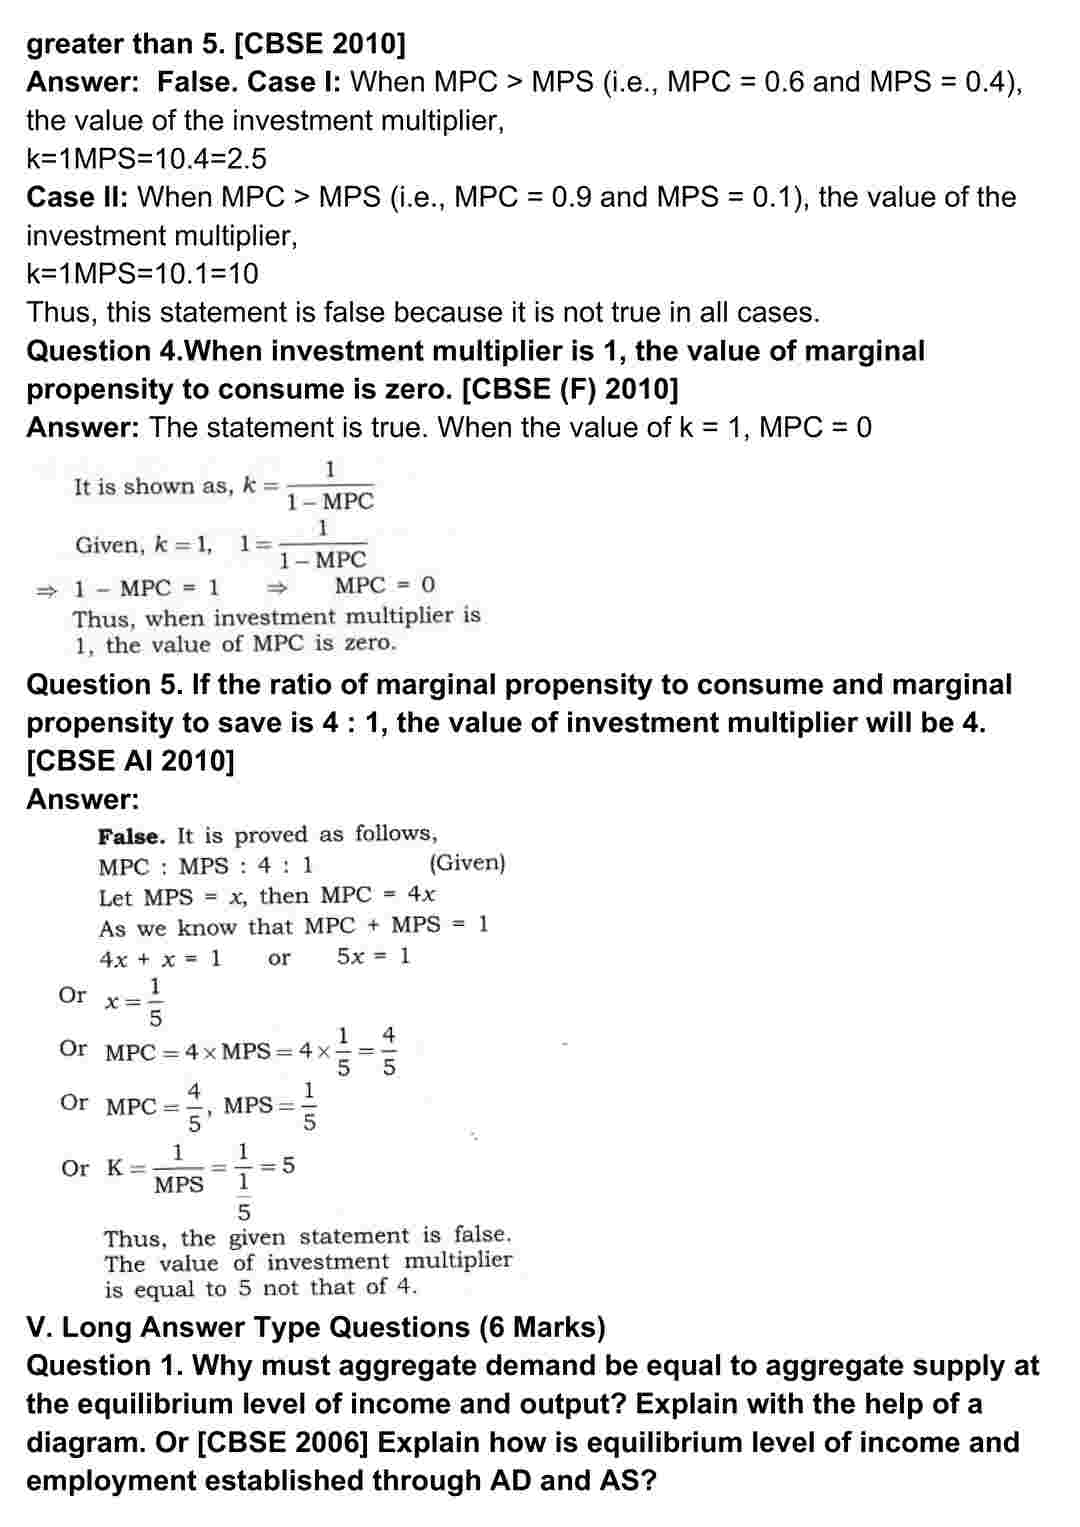 greater than 5. [CBSE 2010]
Answer: False. Case I: When MPC > MPS (i.e., MPC = 0.6 and MPS = 0.4),
the value of the investment multiplier,
k=1MPS=10.4=2.5
Case II: When MPC > MPS (i.e., MPC = 0.9 and MPS = 0.1), the value of the
investment multiplier,
k=1MPS=10.1=10
Thus, this statement is false because it is not true in all cases.
Question 4.When investment multiplier is 1, the value of marginal
propensity to consume is zero. [CBSE (F) 2010]
Answer: The statement is true. When the value of k = 1, MPC = 0
It is shown as, k = 1/(1 – MPC)
Given, k = 1, 1 = 1/(1 – MPC)
⇒ 1 – MPC = 1 ⇒ MPC = 0
Thus, when investment multiplier is
1, the value of MPC is zero.
Question 5. If the ratio of marginal propensity to consume and marginal
propensity to save is 4 : 1, the value of investment multiplier will be 4.
[CBSE AI 2010]
Answer:
False. It is proved as follows,
MPC : MPS : 4 : 1 (Given)
Let MPS = x, then MPC = 4x
As we know that MPC + MPS = 1
4x + x = 1 or 5x = 1
Or x = 1/5
Or MPC = 4 × MPS = 4 × 1/5 = 4/5
Or MPC = 4/5, MPS = 1/5
Or K = 1/MPS = 1/(1/5) = 5
Thus, the given statement is false.
The value of investment multiplier
is equal to 5 not that of 4.
V. Long Answer Type Questions (6 Marks)
Question 1. Why must aggregate demand be equal to aggregate supply at
the equilibrium level of income and output? Explain with the help of a
diagram. Or [CBSE 2006] Explain how is equilibrium level of income and
employment established through AD and AS?